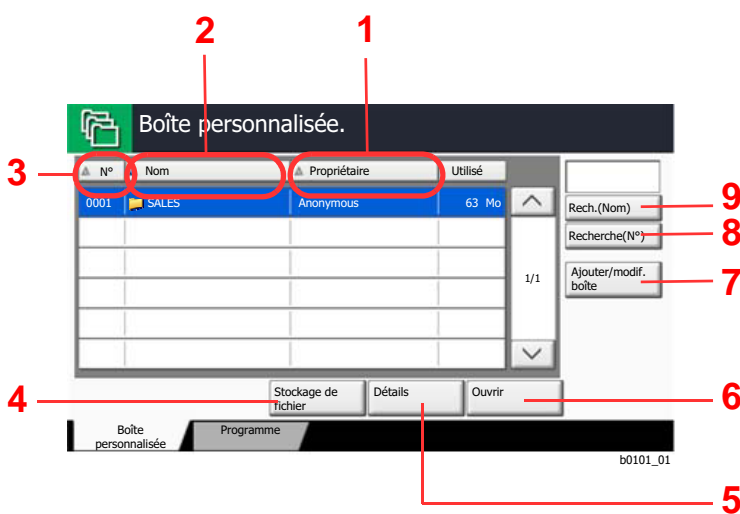 2 1
Boîte personnalisée.
3
N° Nom Propriétaire Utilisé
0001 SALES Anonymous 63 Mo
9
Rech.(Nom)
8
Recherche(N°)
7
Ajouter/modif.
boîte
1/1
4
Stockage de
fichier
Détails
Ouvrir
6
Boîte
personnalisée
Programme
b0101_01
5